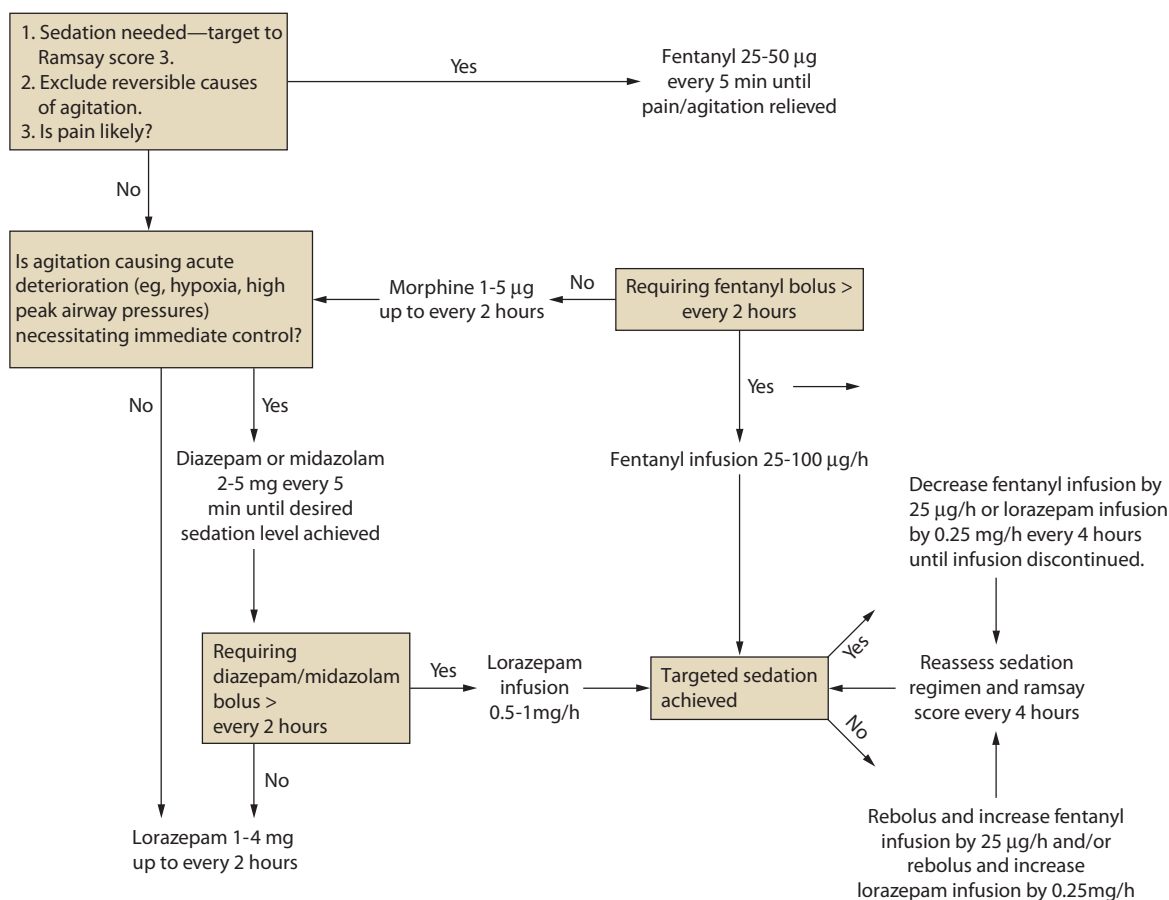 1. Sedation needed—target to
Ramsay score 3.
2. Exclude reversible causes
of agitation.
3. Is pain likely?
Yes
Fentanyl 25-50 μg
every 5 min until
pain/agitation relieved
No
Is agitation causing acute
deterioration (eg, hypoxia, high
peak airway pressures)
necessitating immediate control?
Morphine 1-5 μg
up to every 2 hours
No
Requiring fentanyl bolus >
every 2 hours
No
Yes
Yes
Diazepam or midazolam
2-5 mg every 5
min until desired
sedation level achieved
Fentanyl infusion 25-100 μg/h
Decrease fentanyl infusion by
25 μg/h or lorazepam infusion
by 0.25 mg/h every 4 hours
until infusion discontinued.
Requiring
diazepam/midazolam
bolus >
every 2 hours
Yes
Lorazepam
infusion
0.5-1mg/h
Targeted sedation
achieved
Yes
No
Reassess sedation
regimen and ramsay
score every 4 hours
No
Lorazepam 1-4 mg
up to every 2 hours
Rebolus and increase fentanyl
infusion by 25 μg/h and/or
rebolus and increase
lorazepam infusion by 0.25mg/h